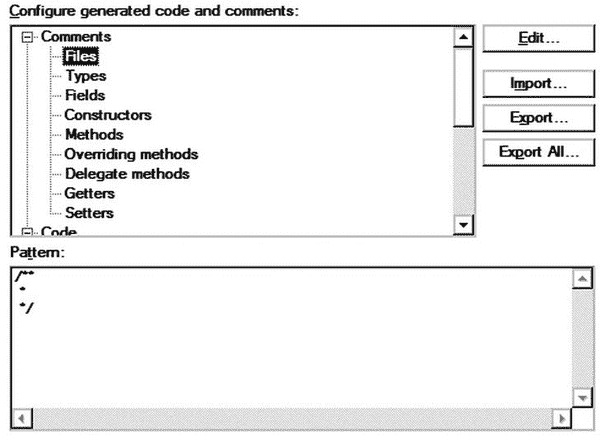 Configure generated code and comments:
Comments
Files
Types
Fields
Constructors
Methods
Overriding methods
Delegate methods
Getters
Setters
Code
Edit...
Import...
Export...
Export All...
Pattern:
/**
*
*/